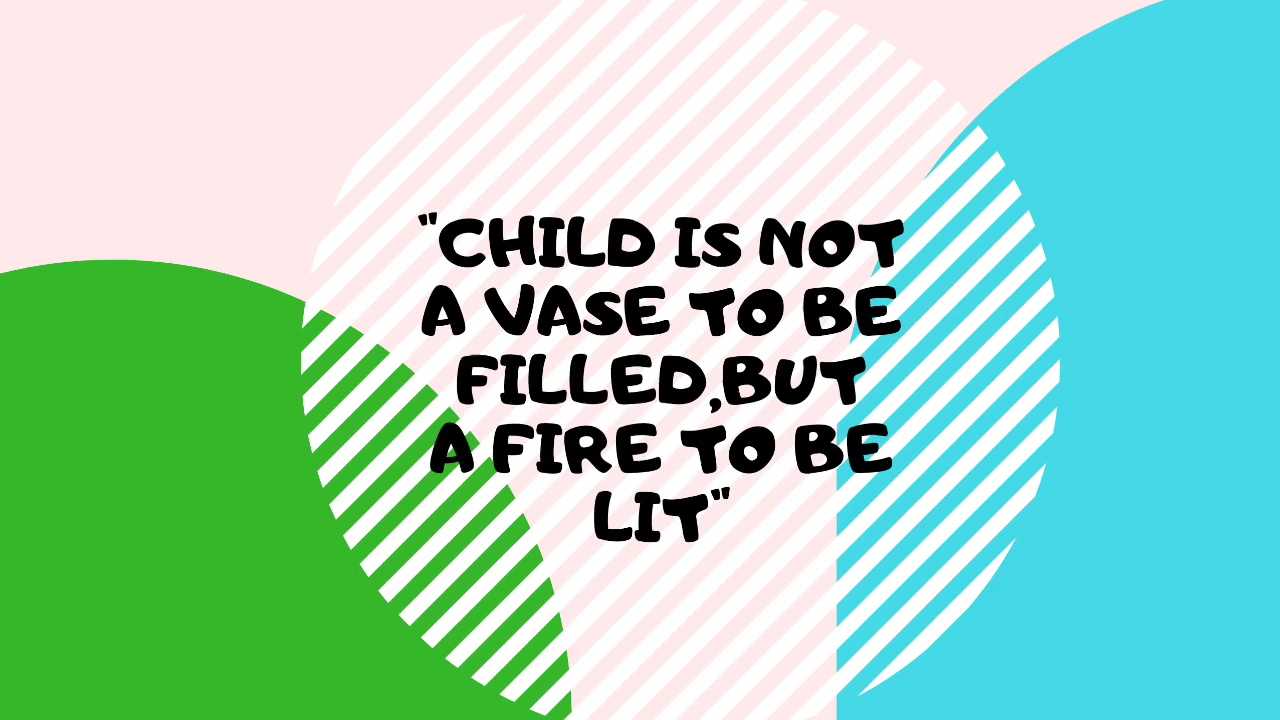 "CHILD IS NOT
A VASE TO BE
FILLED,BUT
A FIRE TO BE
LIT"